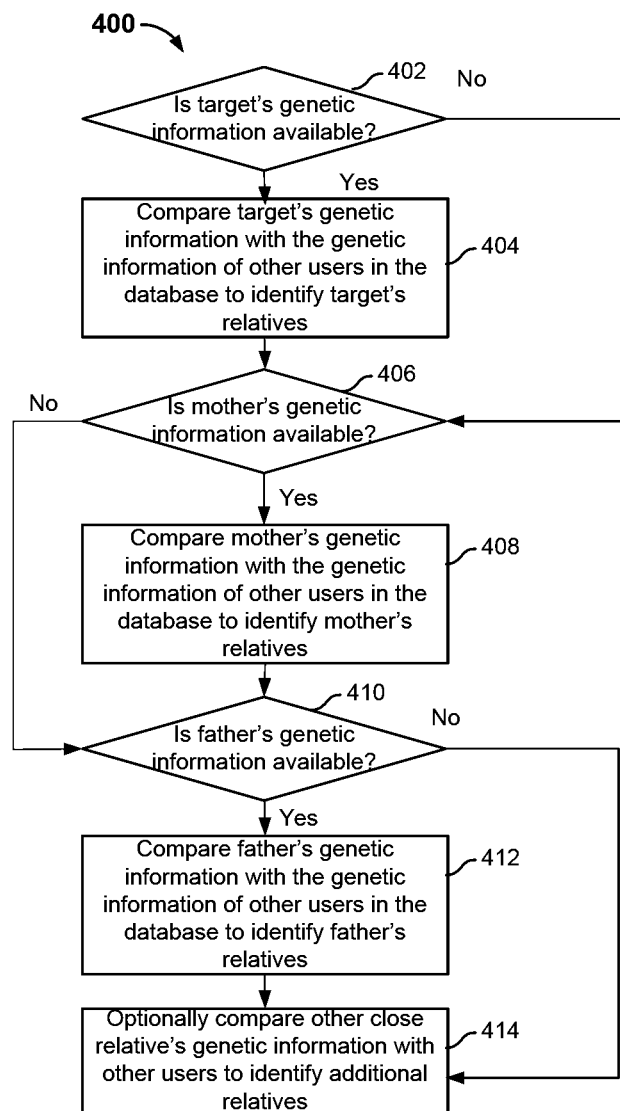 400
402
No
Is target's genetic
information available?
Yes
Compare target's genetic
information with the genetic
information of other users in the
database to identify target's
relatives
404
406
No
Is mother's genetic
information available?
Yes
Compare mother's genetic
information with the genetic
information of other users in the
database to identify mother's
relatives
408
410
No
Is father's genetic
information available?
Yes
Compare father's genetic
information with the genetic
information of other users in the
database to identify father's
relatives
412
Optionally compare other close
relative's genetic information with
other users to identify additional
relatives
414